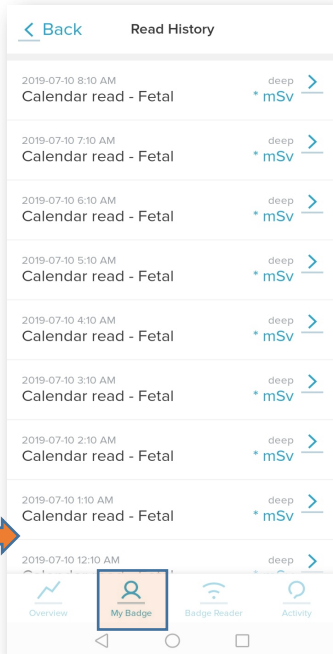 Back Read History
2019-07-10 8:10 AM deep
Calendar read - Fetal * mSv
2019-07-10 7:10 AM deep
Calendar read - Fetal * mSv
2019-07-10 6:10 AM deep
Calendar read - Fetal * mSv
2019-07-10 5:10 AM deep
Calendar read - Fetal * mSv
2019-07-10 4:10 AM deep
Calendar read - Fetal * mSv
2019-07-10 3:10 AM deep
Calendar read - Fetal * mSv
2019-07-10 2:10 AM deep
Calendar read - Fetal * mSv
2019-07-10 1:10 AM deep
Calendar read - Fetal * mSv
2019-07-10 12:10 AM deep
Overview My Badge Badge Reader Activity